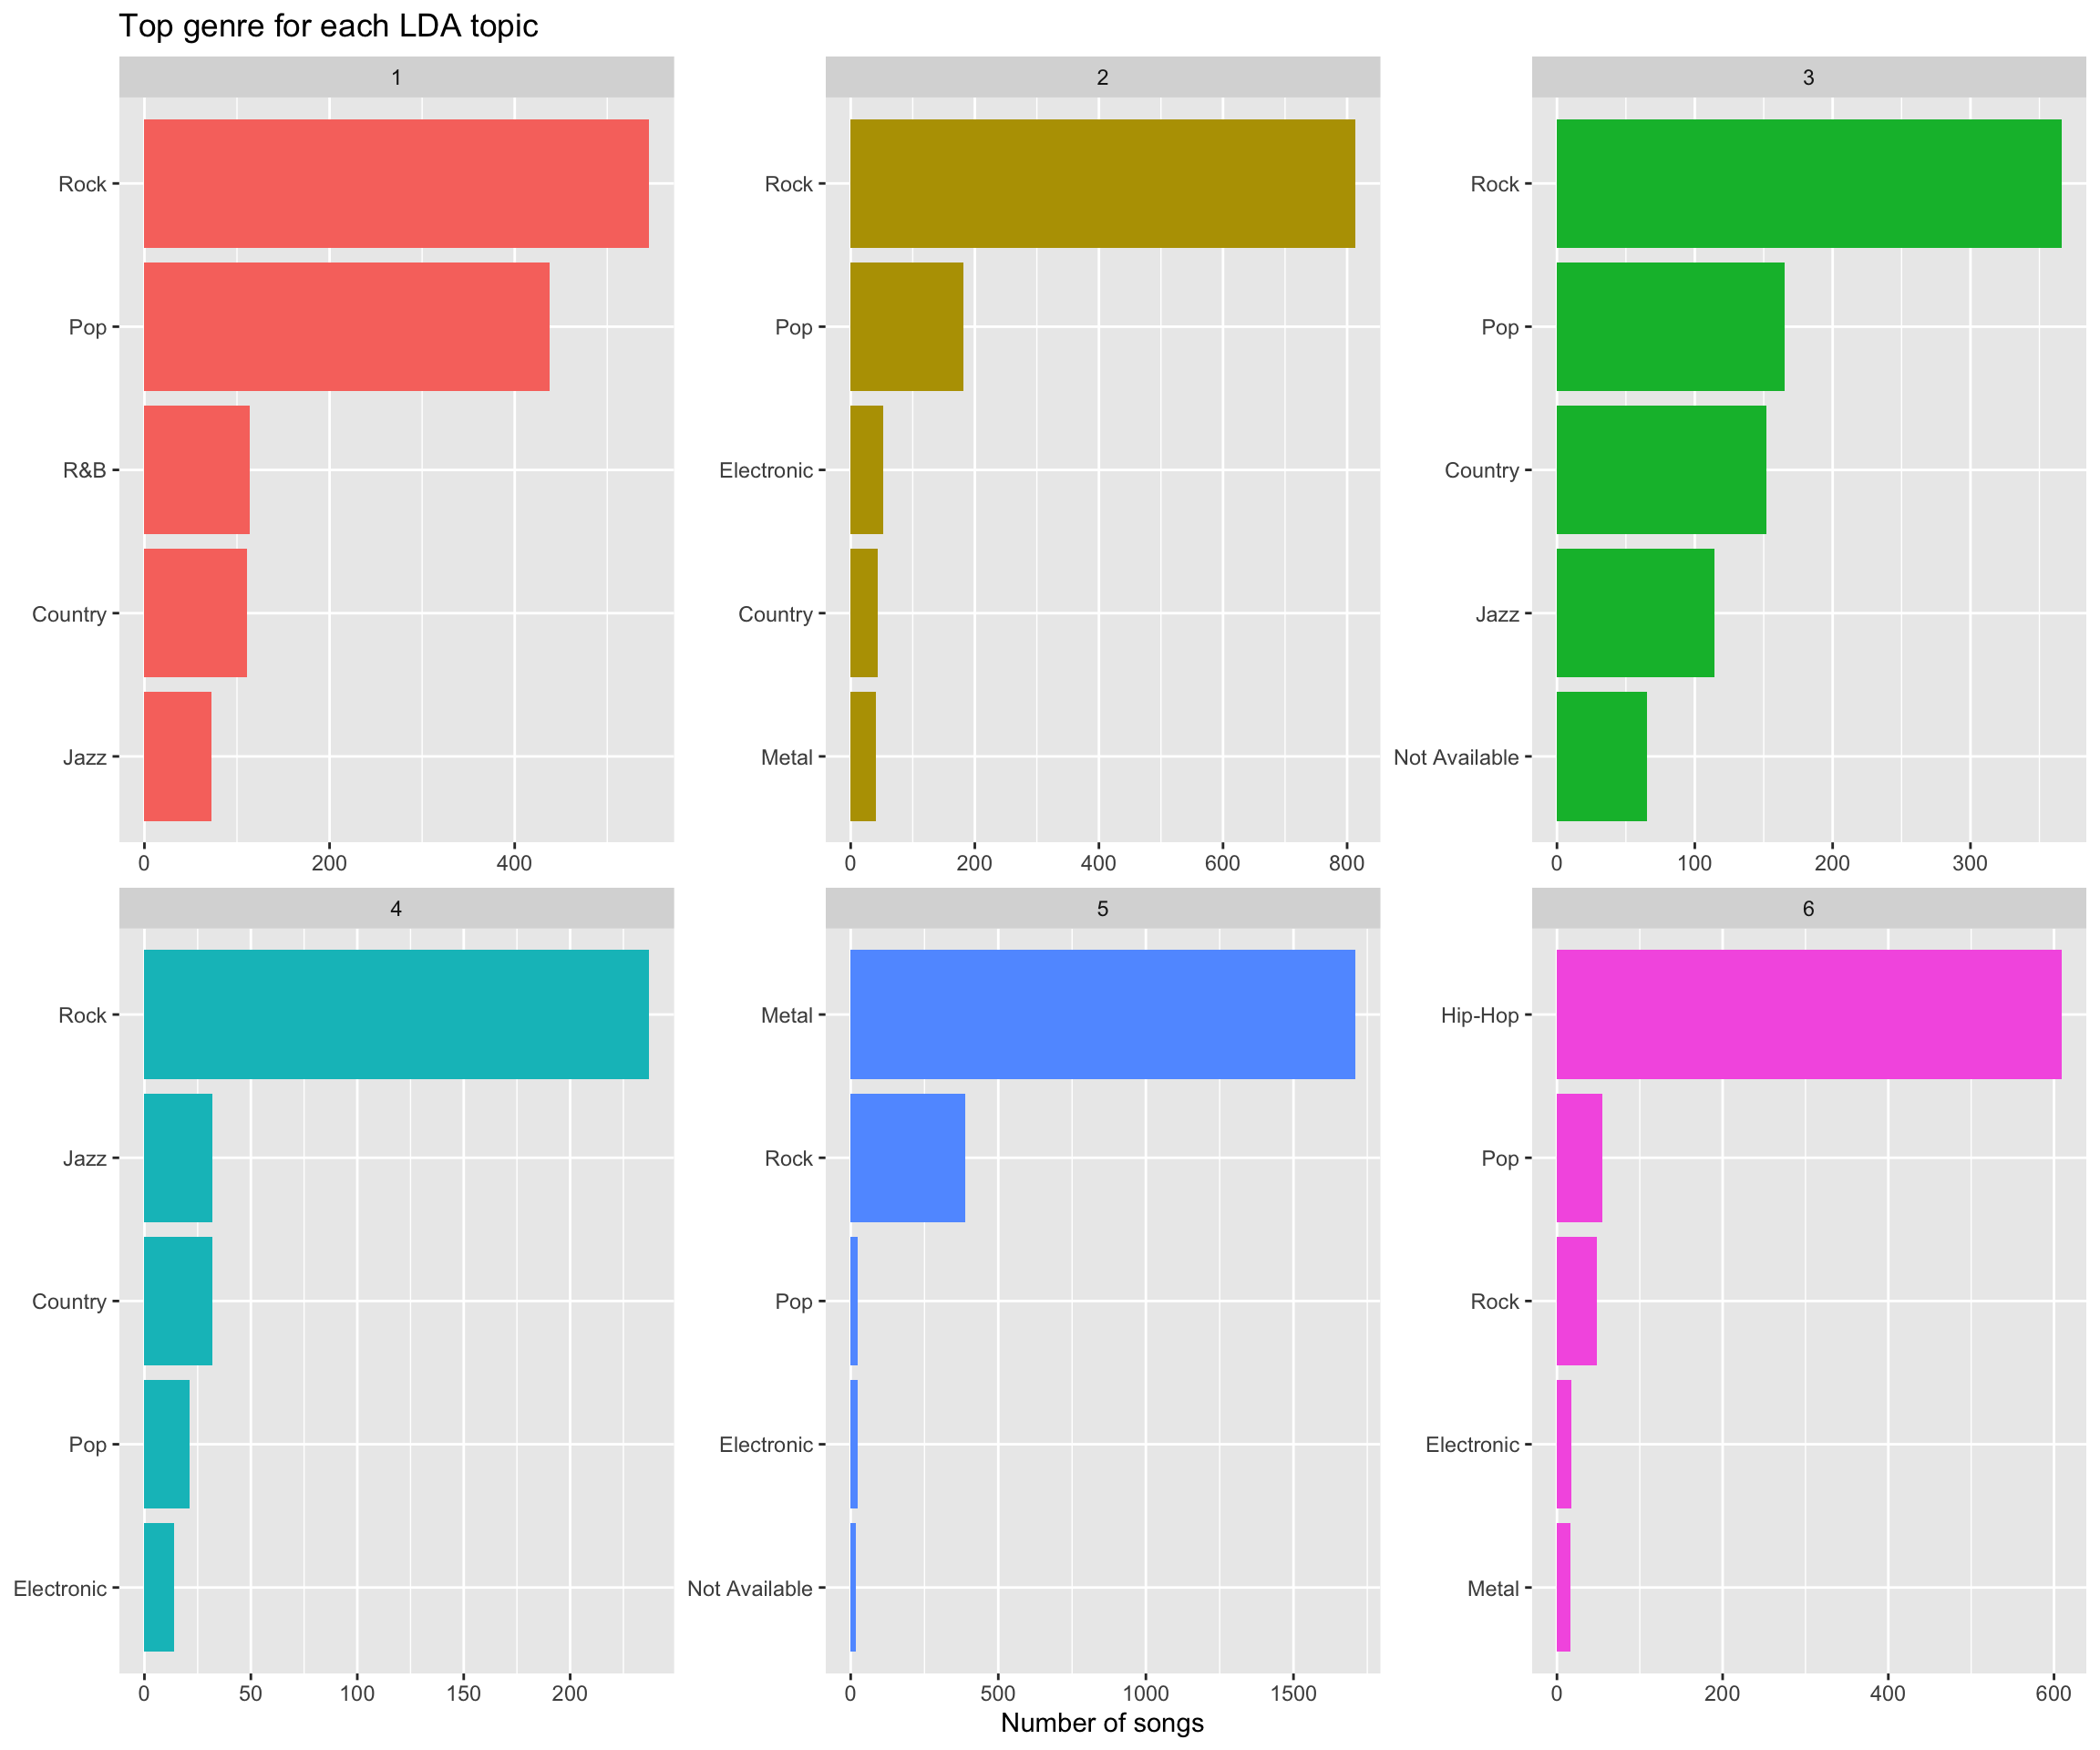 Top genre for each LDA topic
1
Rock
Pop
R&B
Country
Jazz
0 200 400
2
Rock
Pop
Electronic
Country
Metal
0 200 400 600 800
3
Rock
Pop
Country
Jazz
Not Available
0 100 200 300
4
Rock
Jazz
Country
Pop
Electronic
0 50 100 150 200
5
Metal
Rock
Pop
Electronic
Not Available
0 500 1000 1500
6
Hip-Hop
Pop
Rock
Electronic
Metal
0 200 400 600
Number of songs